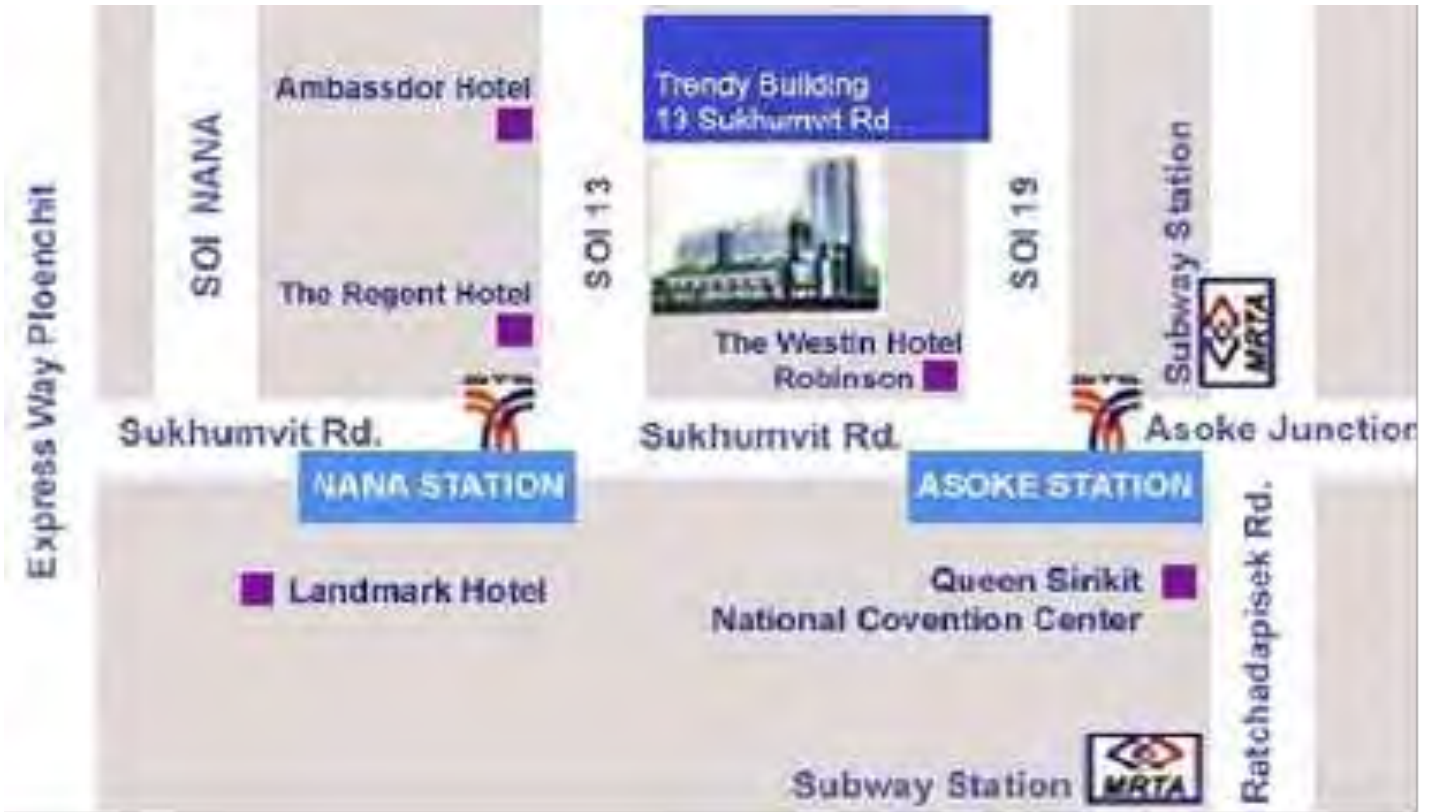 Ambassdor Hotel
Trendy Building
13 Sukhumvit Rd
SOI NANA
SOI 13
SOI 19
Subway Station
MRTA
Express Way Ploenchit
The Regent Hotel
The Westin Hotel
Robinson
BTS
BTS
Sukhumvit Rd.
Sukhumvit Rd.
Asoke Junction
NANA STATION
ASOKE STATION
Landmark Hotel
Queen Sirikit
National Covention Center
Ratchadapisek Rd.
Subway Station
MRTA